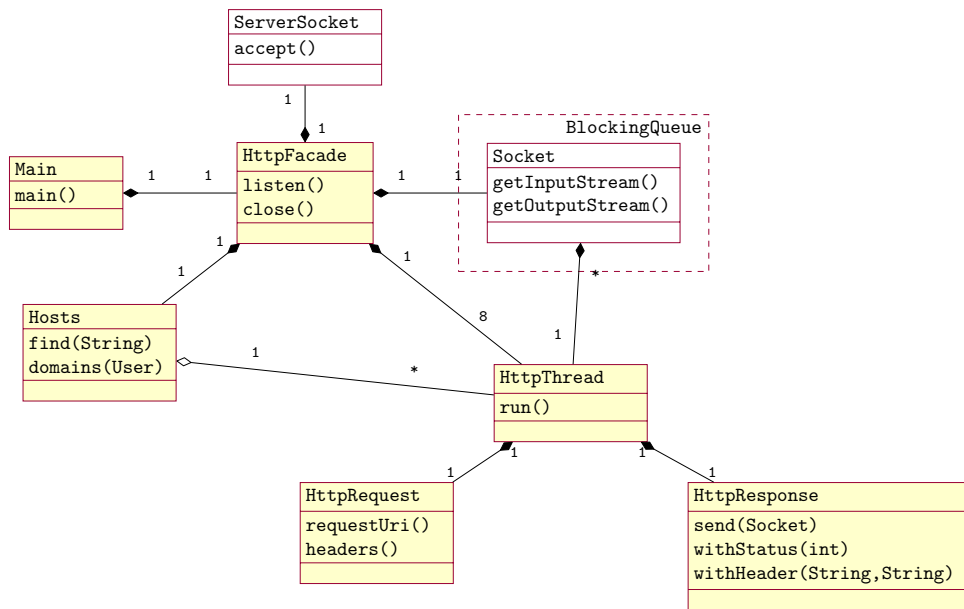 ServerSocket
accept()
1
1
BlockingQueue
HttpFacade
listen()
close()
Socket
getInputStream()
getOutputStream()
Main
main()
1
1
1
1
1
1
1
8
*
1
Hosts
find(String)
domains(User)
1
*
HttpThread
run()
1
1
1
1
HttpRequest
requestUri()
headers()
HttpResponse
send(Socket)
withStatus(int)
withHeader(String,String)